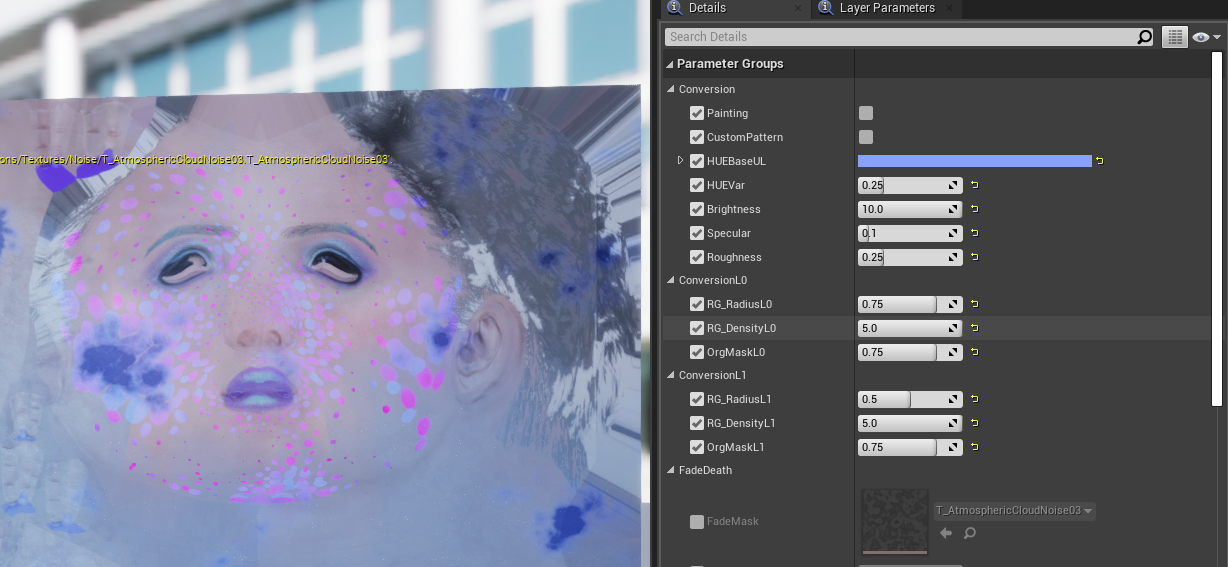 Details
Layer Parameters
Search Details
Parameter Groups
Conversion
Painting
CustomPattern
ons/Textures/Noise/T_AtmosphericCloudNoise03.T_AtmosphericCloudNoise03'.
HUEBaseUL
HUEVar 0.25
Brightness 10.0
Specular 0.1
Roughness 0.25
ConversionL0
RG_RadiusL0 0.75
RG_DensityL0 5.0
OrgMaskL0 0.75
ConversionL1
RG_RadiusL1 0.5
RG_DensityL1 5.0
OrgMaskL1 0.75
FadeDeath
T_AtmosphericCloudNoise03
FadeMask